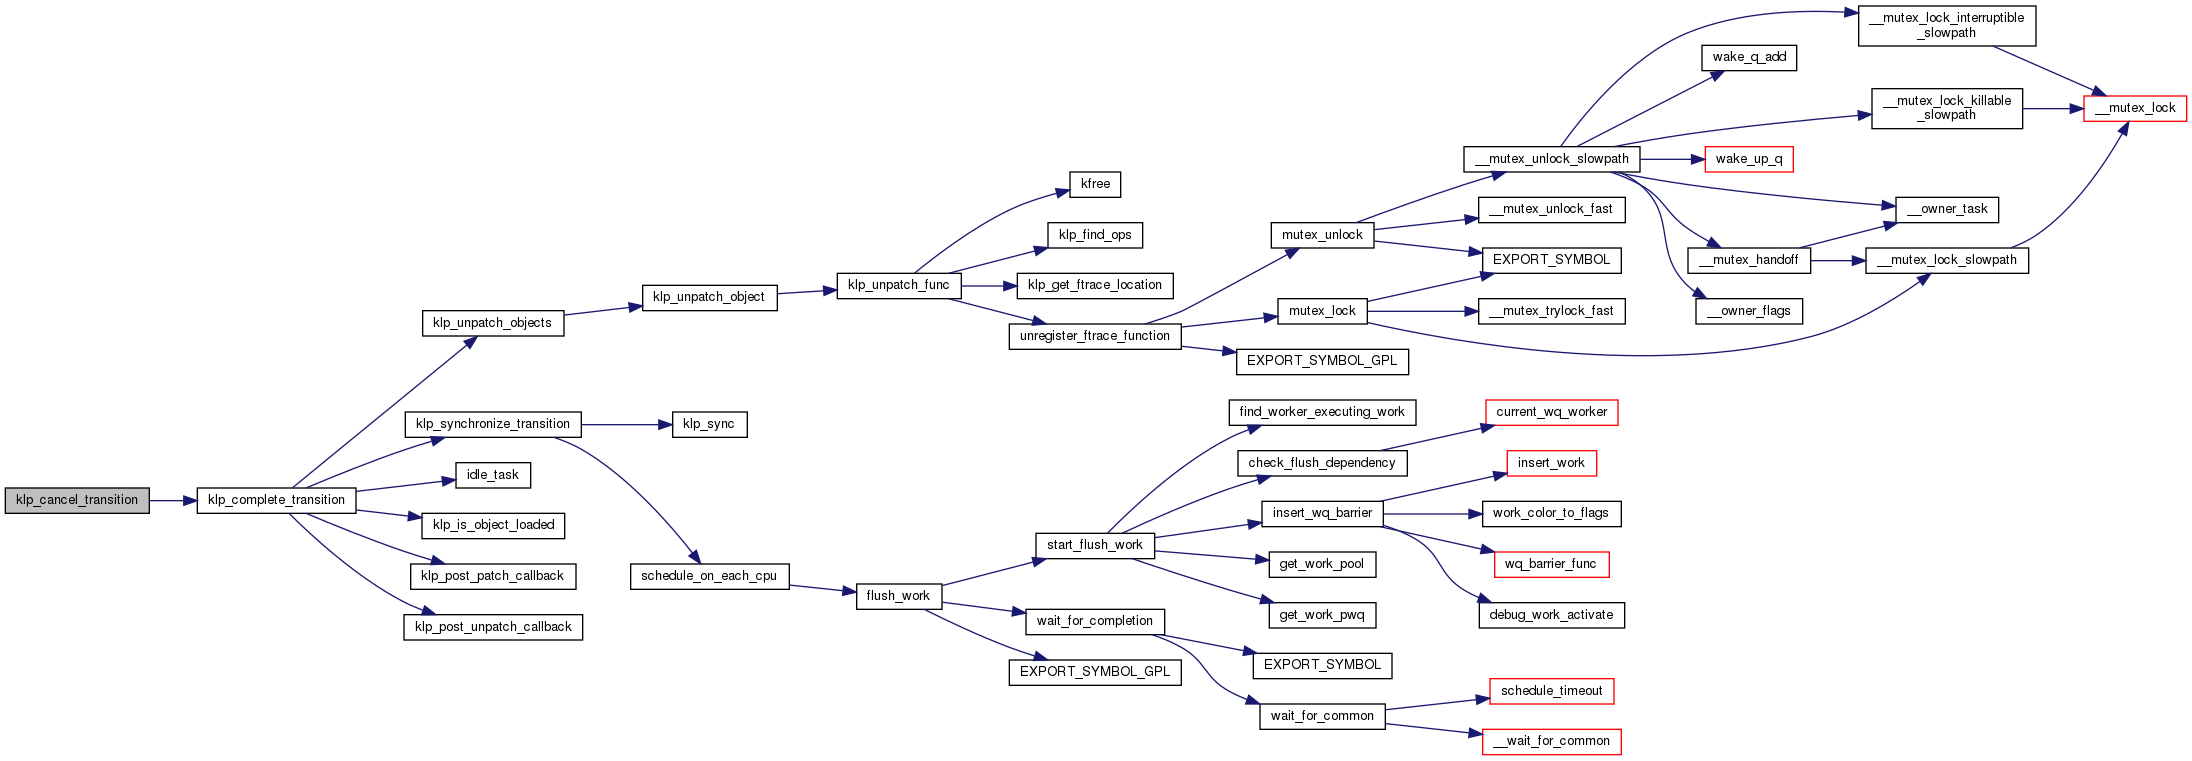 klp_cancel_transition
klp_complete_transition
klp_unpatch_objects
klp_synchronize_transition
idle_task
klp_is_object_loaded
klp_post_patch_callback
klp_post_unpatch_callback
klp_unpatch_object
klp_sync
schedule_on_each_cpu
klp_unpatch_func
flush_work
kfree
klp_find_ops
klp_get_ftrace_location
unregister_ftrace_function
start_flush_work
wait_for_completion
EXPORT_SYMBOL_GPL
mutex_unlock
mutex_lock
EXPORT_SYMBOL_GPL
find_worker_executing_work
check_flush_dependency
insert_wq_barrier
get_work_pool
get_work_pwq
EXPORT_SYMBOL
wait_for_common
__mutex_unlock_slowpath
__mutex_unlock_fast
EXPORT_SYMBOL
__mutex_trylock_fast
current_wq_worker
insert_work
work_color_to_flags
wq_barrier_func
debug_work_activate
schedule_timeout
__wait_for_common
wake_q_add
wake_up_q
__mutex_handoff
__owner_flags
__mutex_lock_interruptible
_slowpath
__mutex_lock_killable
_slowpath
__owner_task
__mutex_lock_slowpath
__mutex_lock